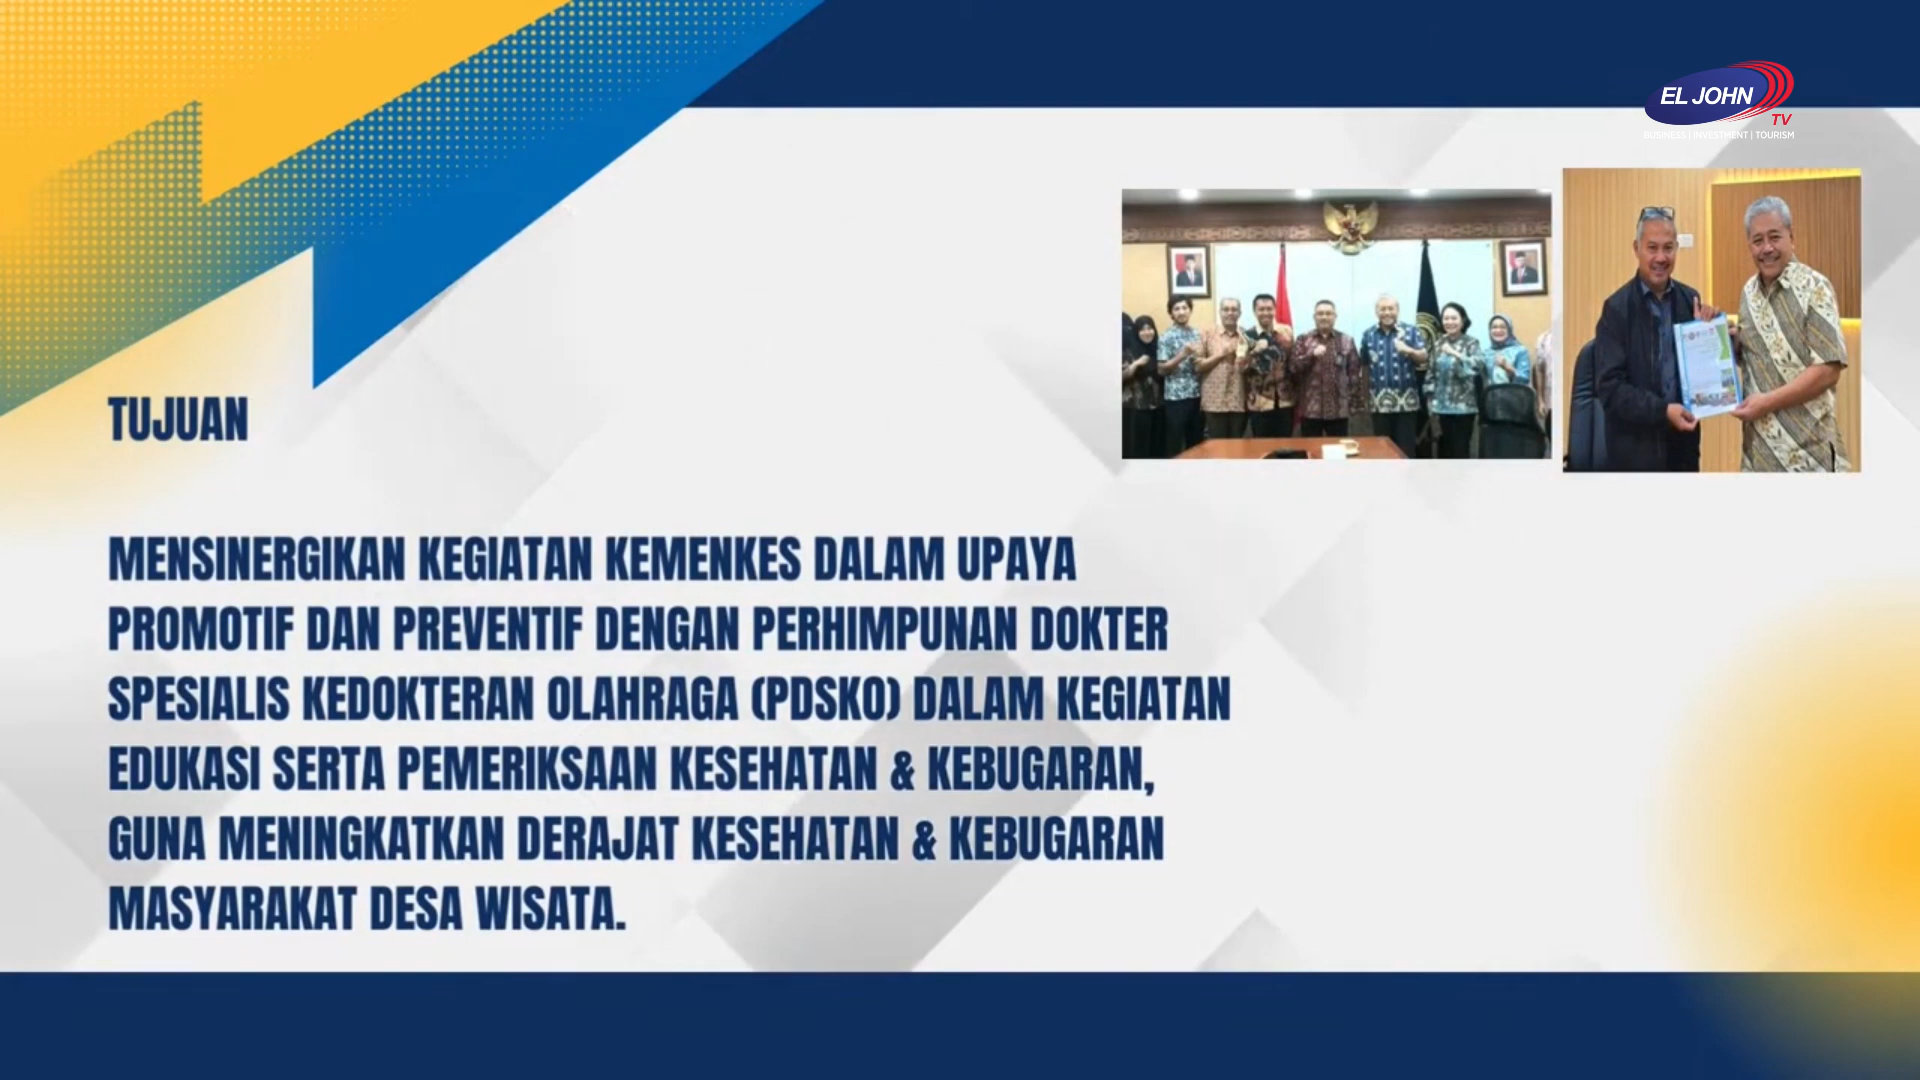 EL JOHN
TV
BUSINESS | INVESTMENT | TOURISM
TUJUAN
MENSINERGIKAN KEGIATAN KEMENKES DALAM UPAYA
PROMOTIF DAN PREVENTIF DENGAN PERHIMPUNAN DOKTER
SPESIALIS KEDOKTERAN OLAHRAGA (PDSKO) DALAM KEGIATAN
EDUKASI SERTA PEMERIKSAAN KESEHATAN & KEBUGARAN,
GUNA MENINGKATKAN DERAJAT KESEHATAN & KEBUGARAN
MASYARAKAT DESA WISATA.